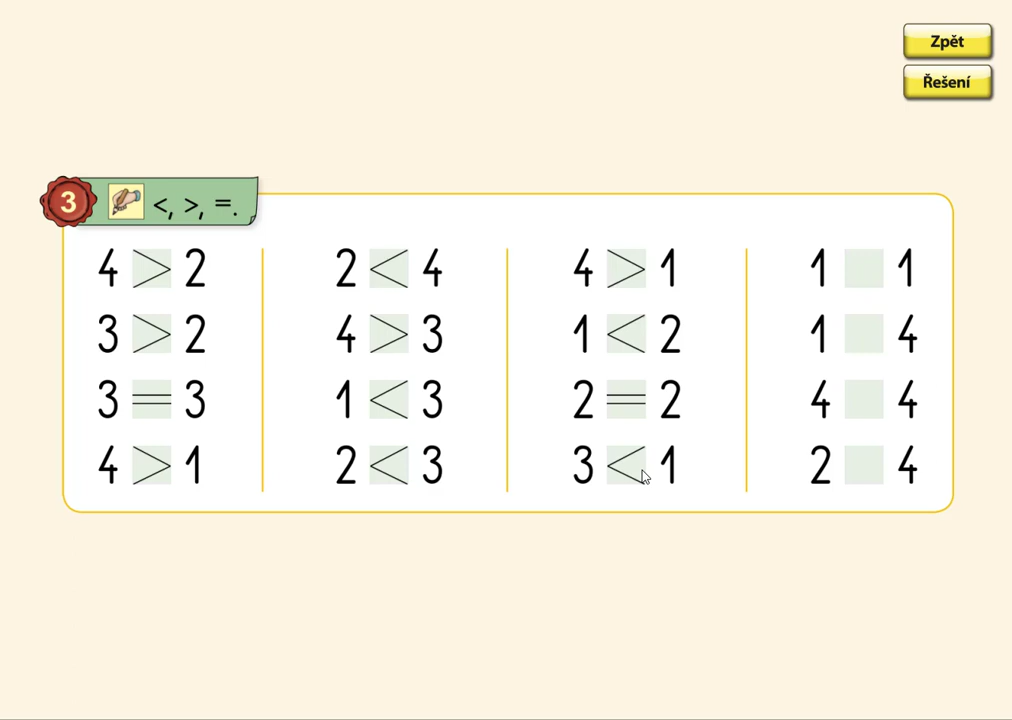 Zpět
Řešení
3 <, >, =.
4 > 2 2 < 4 4 > 1 1 1
3 > 2 4 > 3 1 < 2 1 4
3 = 3 1 < 3 2 = 2 4 4
4 > 1 2 < 3 3 < 1 2 4